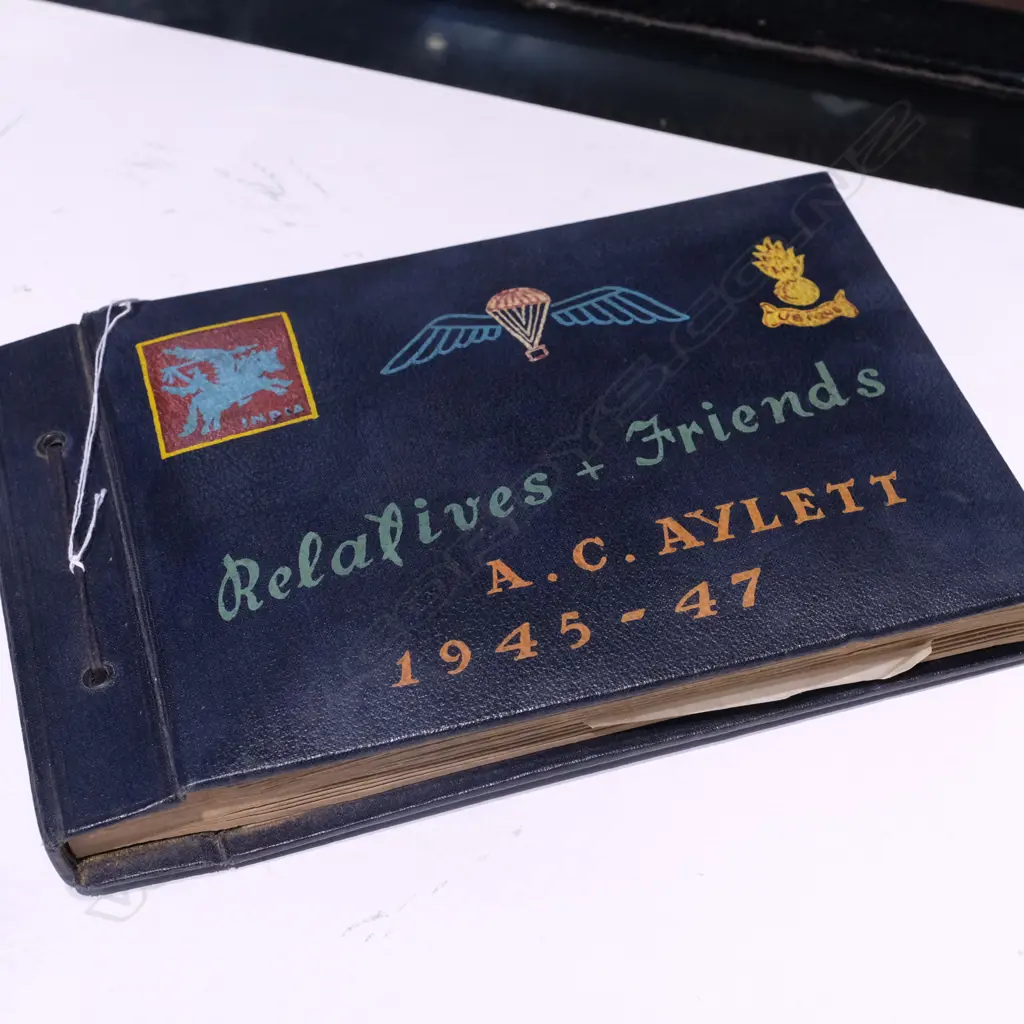 INDIA
UBIQUE
Relatives + Friends
A. C. AYLETT
1945-47